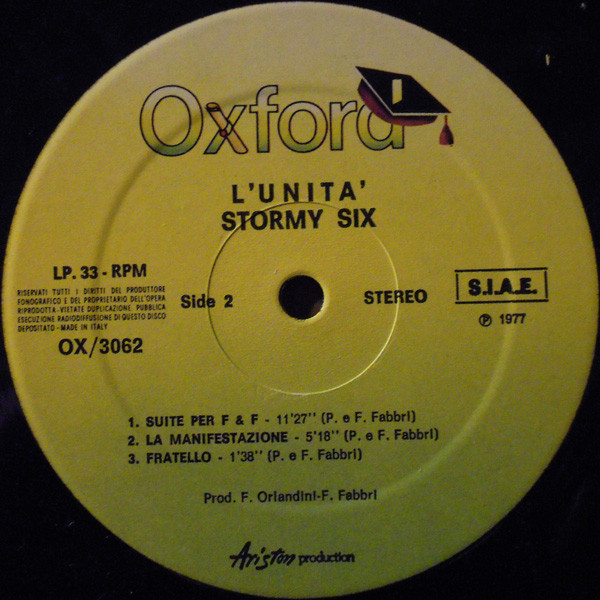 Oxford
L'UNITA'
STORMY SIX
LP. 33 - RPM
RISERVATI TUTTI I DIRITTI DEL PRODUTTORE
FONOGRAFICO E DEL PROPRIETARIO DELL'OPERA
RIPRODOTTA - VIETATE DUPLICAZIONE PUBBLICA
ESECUZIONE RADIODIFFUSIONE DI QUESTO DISCO
DEPOSITATO - MADE IN ITALY
OX/3062
Side 2
STEREO
S.I.A.E.
℗ 1977
1. SUITE PER F & F - 11'27'' (P. e F. Fabbri)
2. LA MANIFESTAZIONE - 5'18'' (P. e F. Fabbri)
3. FRATELLO - 1'38'' (P. e F. Fabbri)
Prod. F. Orlandini-F. Fabbri
Ariston production